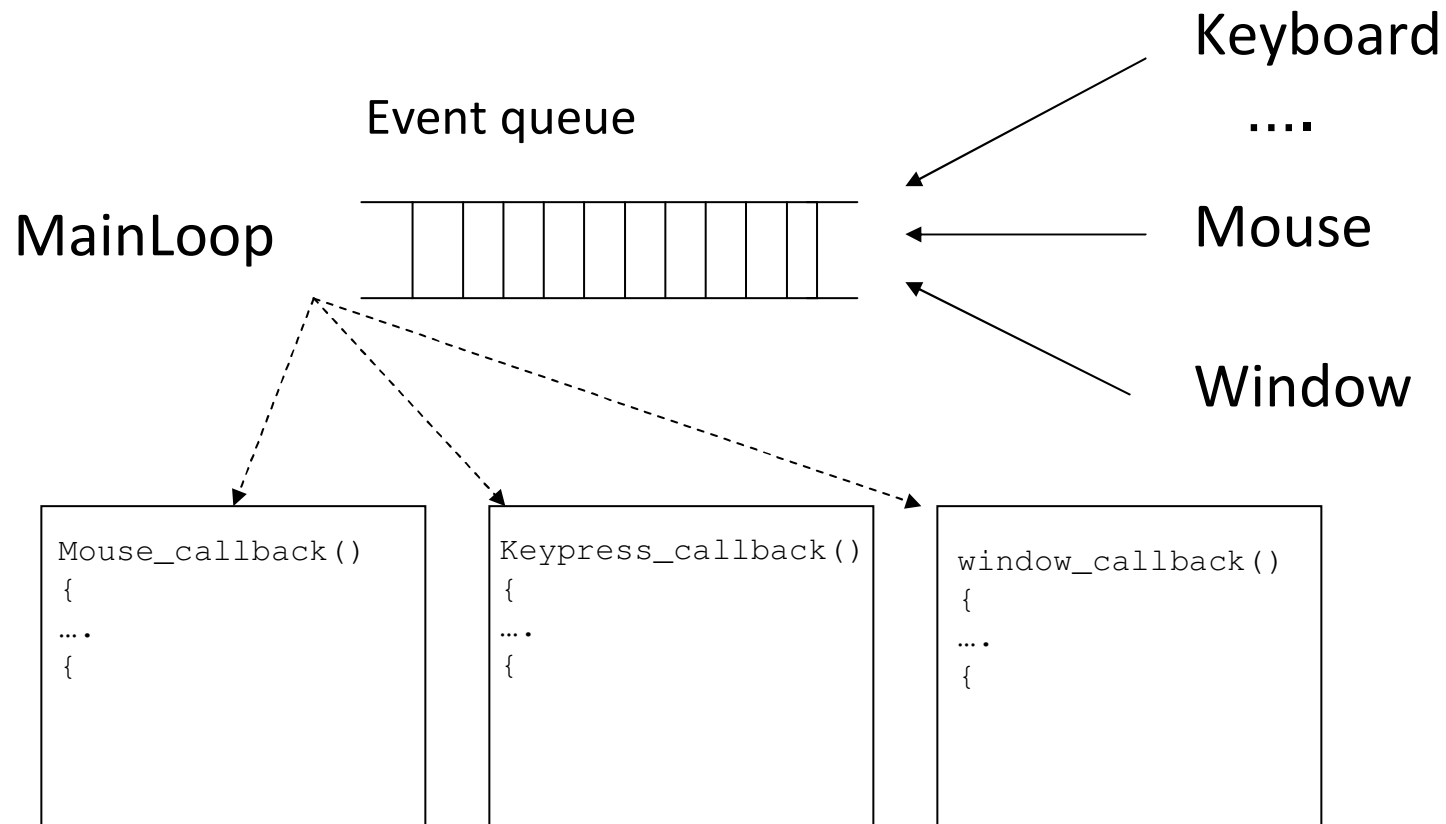 Keyboard
Event queue
....
MainLoop
Mouse
Window
Mouse_callback()
{
….
{
Keypress_callback()
{
….
{
window_callback()
{
….
{